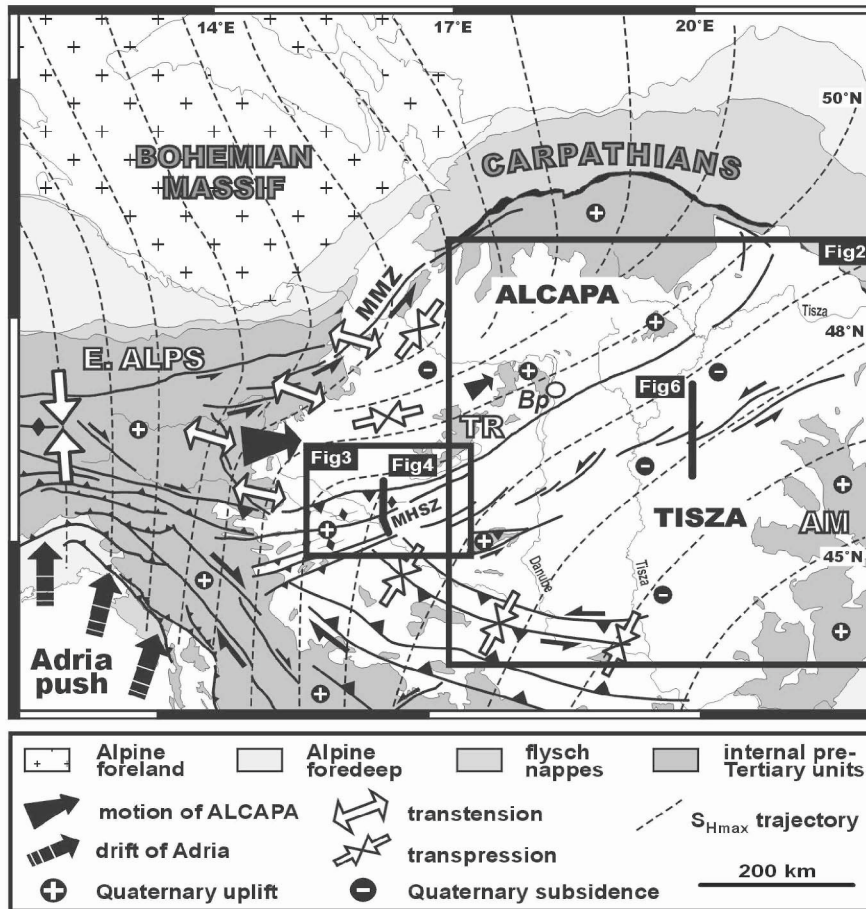 14°E
17°E
20°E
50°N
BOHEMIAN
MASSIF
CARPATHIANS
Fig2
MMZ
ALCAPA
Tisza
48°N
E. ALPS
Bp
Fig6
TR
Fig3
Fig4
MHSZ
TISZA
AM
45°N
Danube
Tisza
Adria
push
Alpine
foreland
Alpine
foredeep
flysch
nappes
internal pre-
Tertiary units
motion of ALCAPA
transtension
SHmax trajectory
drift of Adria
transpression
200 km
Quaternary uplift
Quaternary subsidence